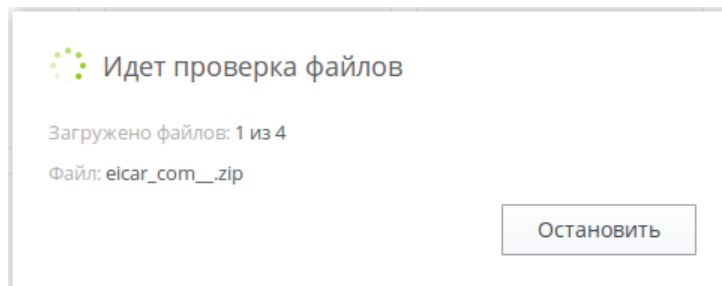 Идет проверка файлов
Загружено файлов: 1 из 4
Файл: eicar_com__.zip
Остановить